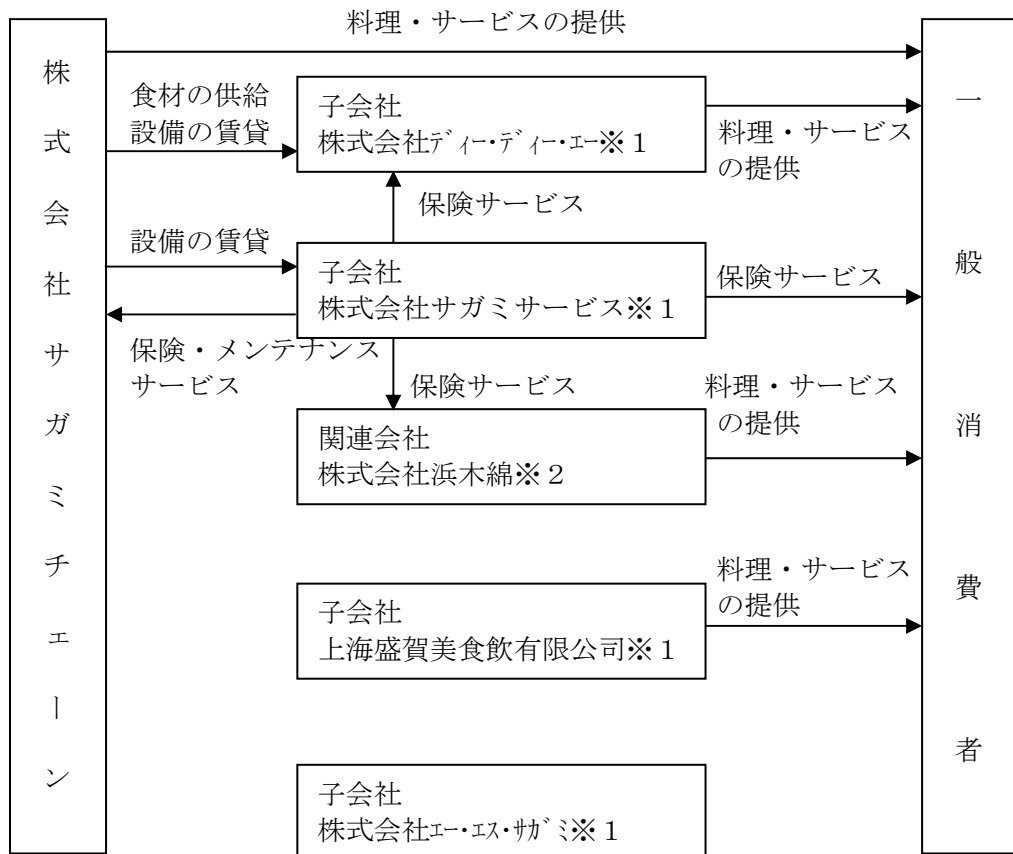 料理・サービスの提供
株式会社サガミチェーン
一般消費者
食材の供給
設備の賃貸
子会社
株式会社ﾃﾞｨｰ・ﾃﾞｨｰ・ｴｰ※１
料理・サービス
の提供
保険サービス
設備の賃貸
子会社
株式会社サガミサービス※１
保険サービス
保険・メンテナンス
サービス
保険サービス
料理・サービス
の提供
関連会社
株式会社浜木綿※２
料理・サービス
の提供
子会社
上海盛賀美食飲有限公司※１
子会社
株式会社ｴｰ・ｴｽ・ｻｶﾞﾐ※１